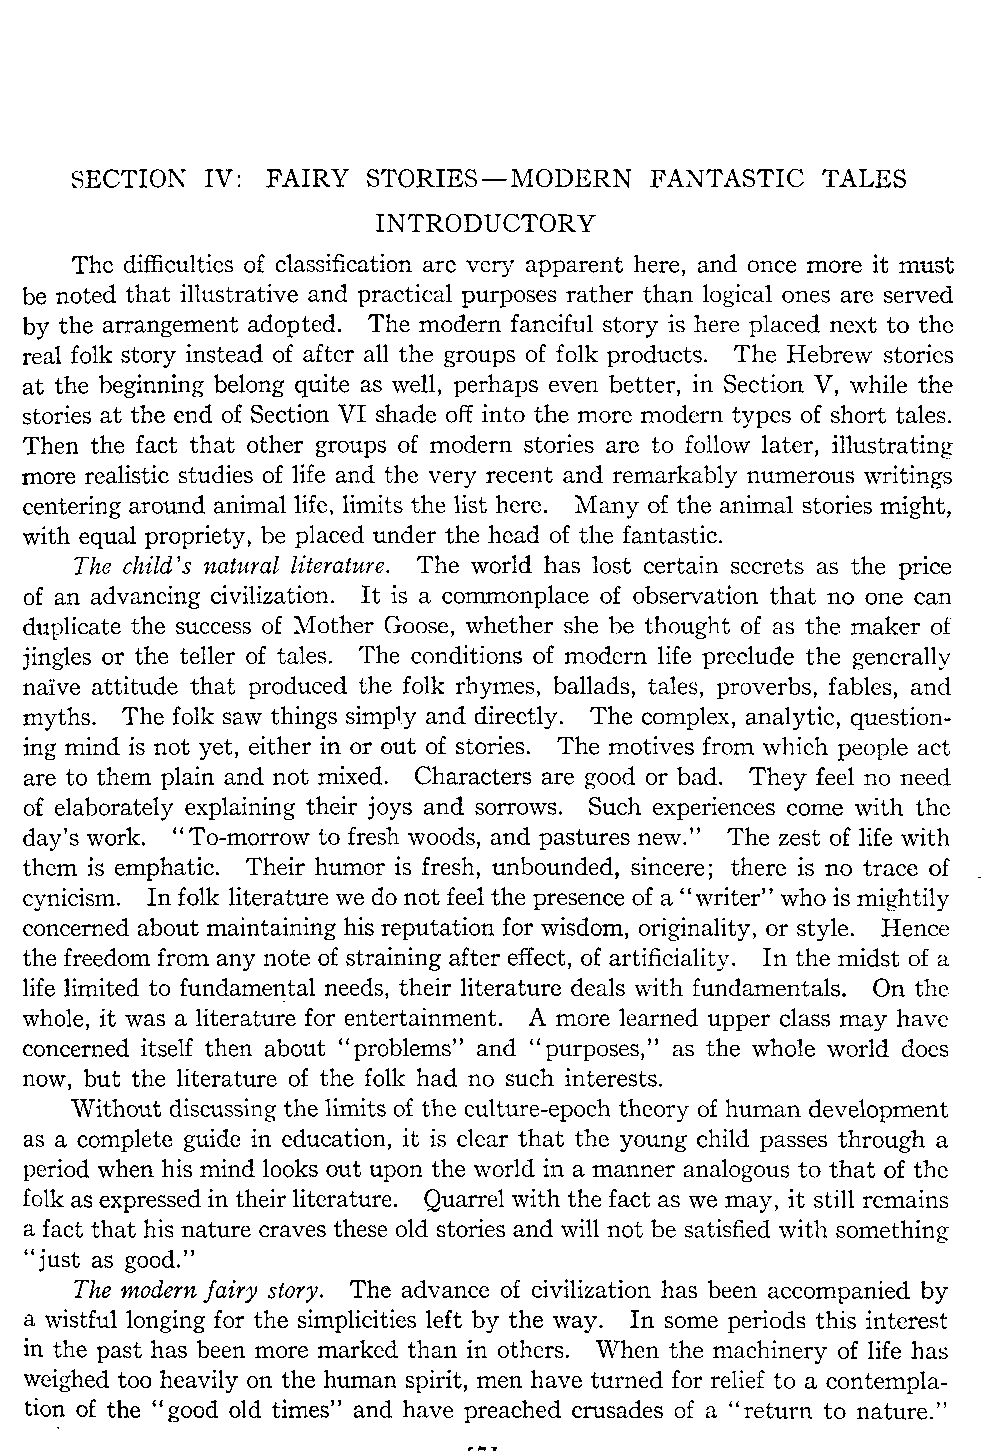 SECTION IV: FAIRY STORIES—MODERN FANTASTIC TALES
INTRODUCTORY
The difficulties of classification are very apparent here, and once more it must
be noted that illustrative and practical purposes rather than logical ones are served
by the arrangement adopted. The modern fanciful story is here placed next to the
real folk story instead of after all the groups of folk products. The Hebrew stories
at the beginning belong quite as well, perhaps even better, in Section V, while the
stories at the end of Section VI shade off into the more modern types of short tales.
Then the fact that other groups of modern stories are to follow later, illustrating
more realistic studies of life and the very recent and remarkably numerous writings
centering around animal life, limits the list here. Many of the animal stories might,
with equal propriety, be placed under the head of the fantastic.
The child's natural literature. The world has lost certain secrets as the price
of an advancing civilization. It is a commonplace of observation that no one can
duplicate the success of Mother Goose, whether she be thought of as the maker of
jingles or the teller of tales. The conditions of modern life preclude the generally
naïve attitude that produced the folk rhymes, ballads, tales, proverbs, fables, and
myths. The folk saw things simply and directly. The complex, analytic, question-
ing mind is not yet, either in or out of stories. The motives from which people act
are to them plain and not mixed. Characters are good or bad. They feel no need
of elaborately explaining their joys and sorrows. Such experiences come with the
day's work. "To-morrow to fresh woods, and pastures new." The zest of life with
them is emphatic. Their humor is fresh, unbounded, sincere; there is no trace of
cynicism. In folk literature we do not feel the presence of a "writer" who is mightily
concerned about maintaining his reputation for wisdom, originality, or style. Hence
the freedom from any note of straining after effect, of artificiality. In the midst of a
life limited to fundamental needs, their literature deals with fundamentals. On the
whole, it was a literature for entertainment. A more learned upper class may have
concerned itself then about "problems" and "purposes," as the whole world does
now, but the literature of the folk had no such interests.
Without discussing the limits of the culture-epoch theory of human development
as a complete guide in education, it is clear that the young child passes through a
period when his mind looks out upon the world in a manner analogous to that of the
folk as expressed in their literature. Quarrel with the fact as we may, it still remains
a fact that his nature craves these old stories and will not be satisfied with something
"just as good."
The modern fairy story. The advance of civilization has been accompanied by
a wistful longing for the simplicities left by the way. In some periods this interest
in the past has been more marked than in others. When the machinery of life has
weighed too heavily on the human spirit, men have turned for relief to a contempla-
tion of the "good old times" and have preached crusades of a "return to nature."